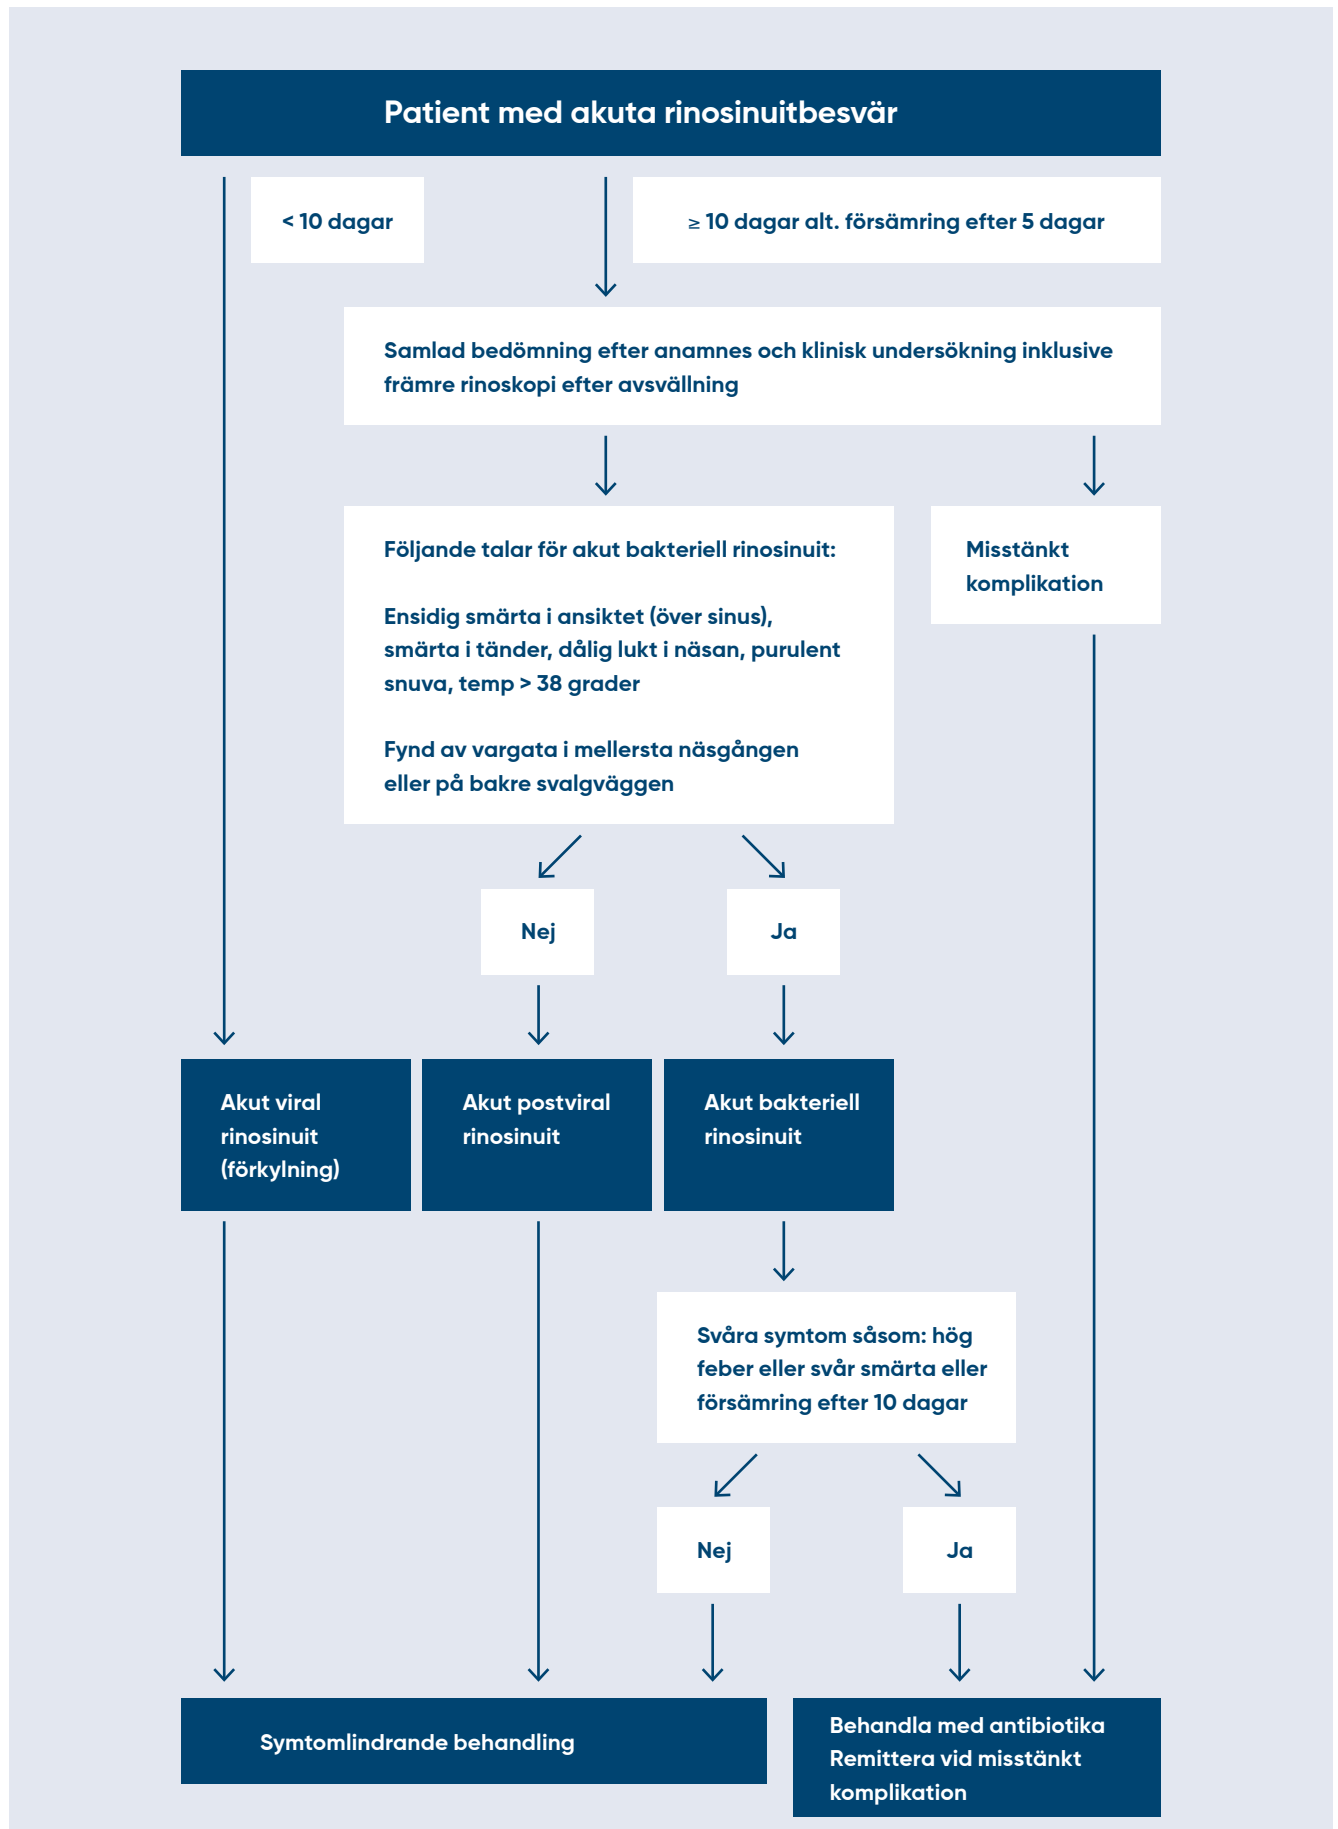 Patient med akuta rinosinuitbesvär
< 10 dagar
≥ 10 dagar alt. försämring efter 5 dagar
Samlad bedömning efter anamnes och klinisk undersökning inklusive
främre rinoskopi efter avsvällning
Följande talar för akut bakteriell rinosinuit:
Ensidig smärta i ansiktet (över sinus),
smärta i tänder, dålig lukt i näsan, purulent
snuva, temp > 38 grader
Fynd av vargata i mellersta näsgången
eller på bakre svalgväggen
Misstänkt
komplikation
Nej
Ja
Akut viral
rinosinuit
(förkylning)
Akut postviral
rinosinuit
Akut bakteriell
rinosinuit
Svåra symtom såsom: hög
feber eller svår smärta eller
försämring efter 10 dagar
Nej
Ja
Symtomlindrande behandling
Behandla med antibiotika
Remittera vid misstänkt
komplikation